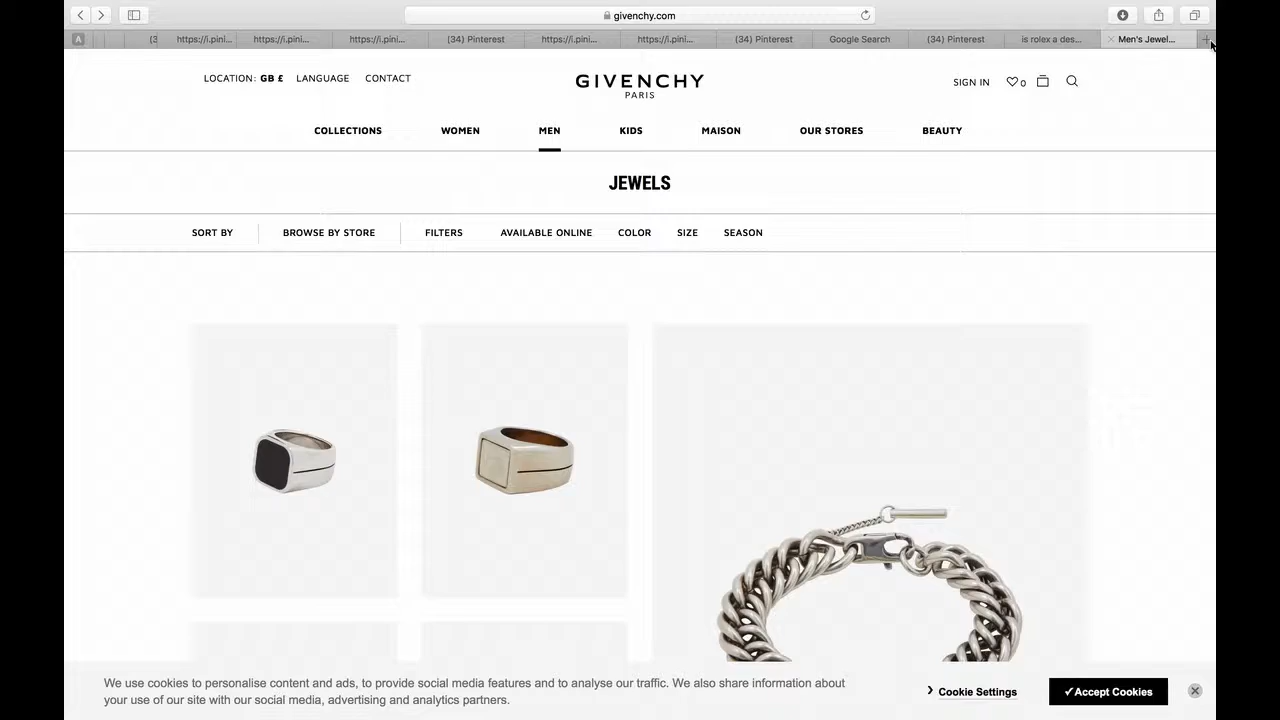 givenchy.com
A
(3
https://i.pini...
https://i.pini...
https://i.pini...
(34) Pinterest
https://i.pini...
https://i.pini...
(34) Pinterest
Google Search
(34) Pinterest
is rolex a des...
Men's Jewel...
LOCATION: GB £ LANGUAGE CONTACT
GIVENCHY
PARIS
SIGN IN
0
COLLECTIONS WOMEN MEN KIDS MAISON OUR STORES BEAUTY
JEWELS
SORT BY BROWSE BY STORE FILTERS AVAILABLE ONLINE COLOR SIZE SEASON
We use cookies to personalise content and ads, to provide social media features and to analyse our traffic. We also share information about
your use of our site with our social media, advertising and analytics partners.
Cookie Settings
✓Accept Cookies